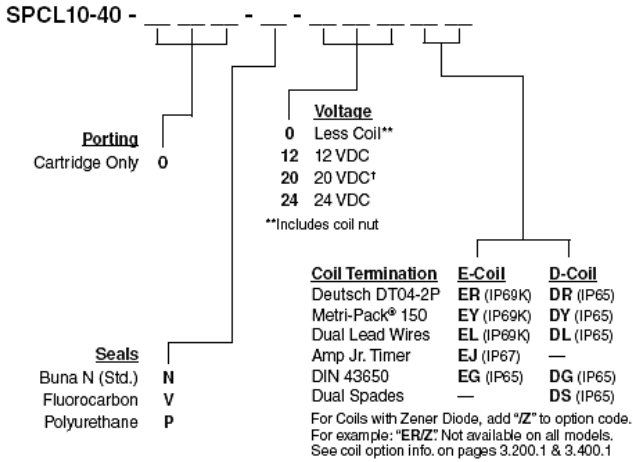 SPCL10-40 - __ __ __ - __ - __ __ __ __ __
Voltage
0 Less Coil**
12 12 VDC
20 20 VDC†
24 24 VDC
**Includes coil nut
Porting
Cartridge Only 0
Coil Termination E-Coil D-Coil
Deutsch DT04-2P ER (IP69K) DR (IP65)
Metri-Pack® 150 EY (IP69K) DY (IP65)
Dual Lead Wires EL (IP69K) DL (IP65)
Amp Jr. Timer EJ (IP67) —
DIN 43650 EG (IP65) DG (IP65)
Dual Spades — DS (IP65)
For Coils with Zener Diode, add “/Z” to option code.
For example: “ER/Z”. Not available on all models.
See coil option info. on pages 3.200.1 & 3.400.1
Seals
Buna N (Std.) N
Fluorocarbon V
Polyurethane P